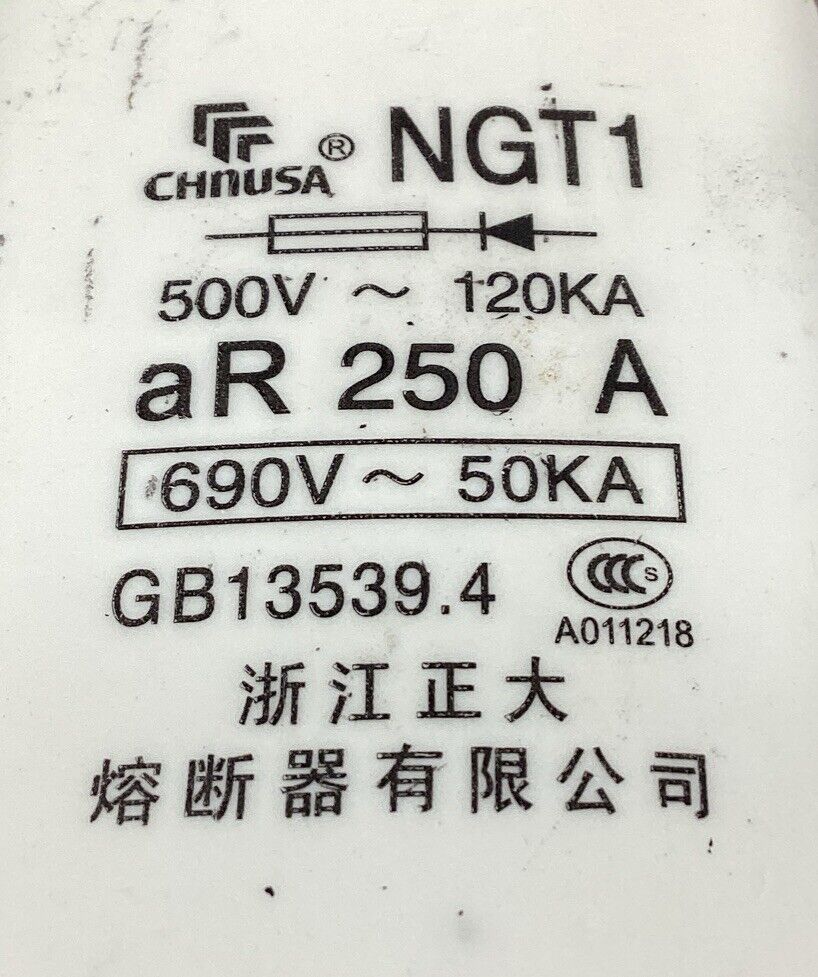 CHNUSA® NGT1
500V ~ 120KA
aR 250 A
690V ~ 50KA
GB13539.4
CCC S
A011218
浙江正大
熔断器有限公司